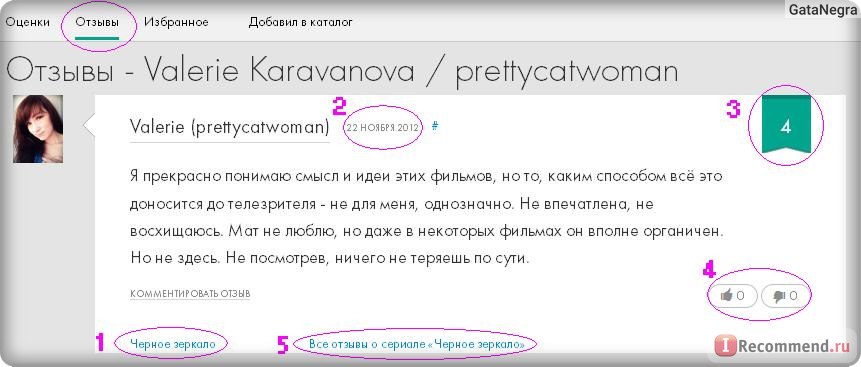 GataNegra
Оценки Отзывы Избранное Добавил в каталог
Отзывы - Valerie Karavanova / prettycatwoman
2
3
Valerie (prettycatwoman) 22 НОЯБРЯ 2012 # 4
Я прекрасно понимаю смысл и идеи этих фильмов, но то, каким способом всё это
доносится до телезрителя - не для меня, однозначно. Не впечатлена, не
восхищаюсь. Мат не люблю, но даже в некоторых фильмах он вполне органичен.
Но не здесь. Не посмотрев, ничего не теряешь по сути.
4
КОММЕНТИРОВАТЬ ОТЗЫВ 0 0
1 Черное зеркало 5 Все отзывы о сериале «Черное зеркало»
I Recommend.ru